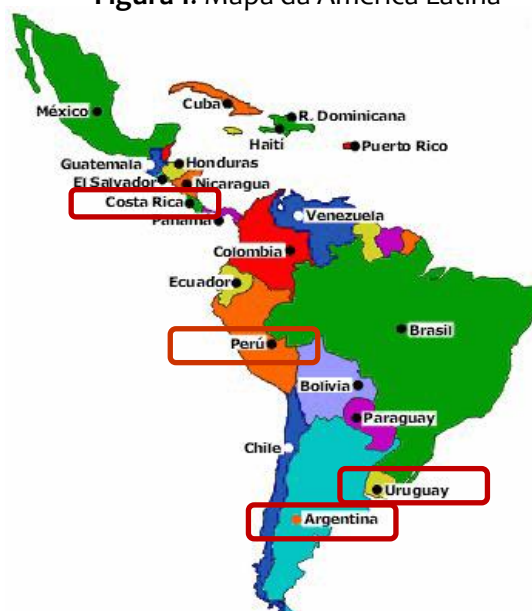 Figura 1. Mapa da América Latina
México
Cuba
R. Dominicana
Haití
Puerto Rico
Guatemala
Honduras
El Salvador
Nicaragua
Costa Rica
Panamá
Venezuela
Colombia
Ecuador
Brasil
Perú
Bolivia
Paraguay
Chile
Uruguay
Argentina